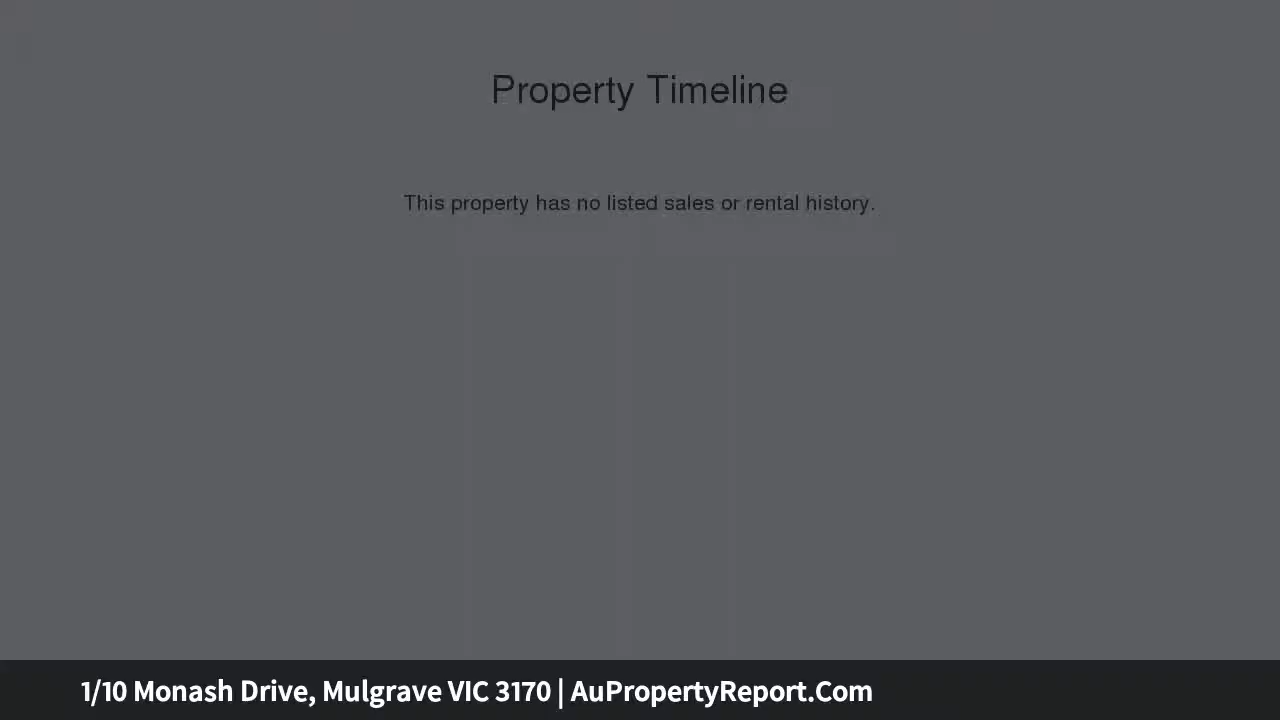 Property Timeline
This property has no listed sales or rental history.
1/10 Monash Drive, Mulgrave VIC 3170 | AuPropertyReport.Com